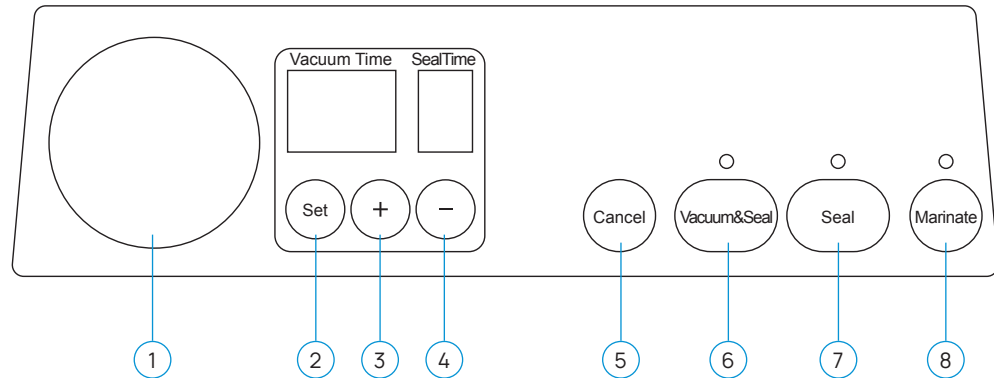 Vacuum Time SealTime
Set + −
Cancel Vacuum&Seal Seal Marinate
1 2 3 4 5 6 7 8